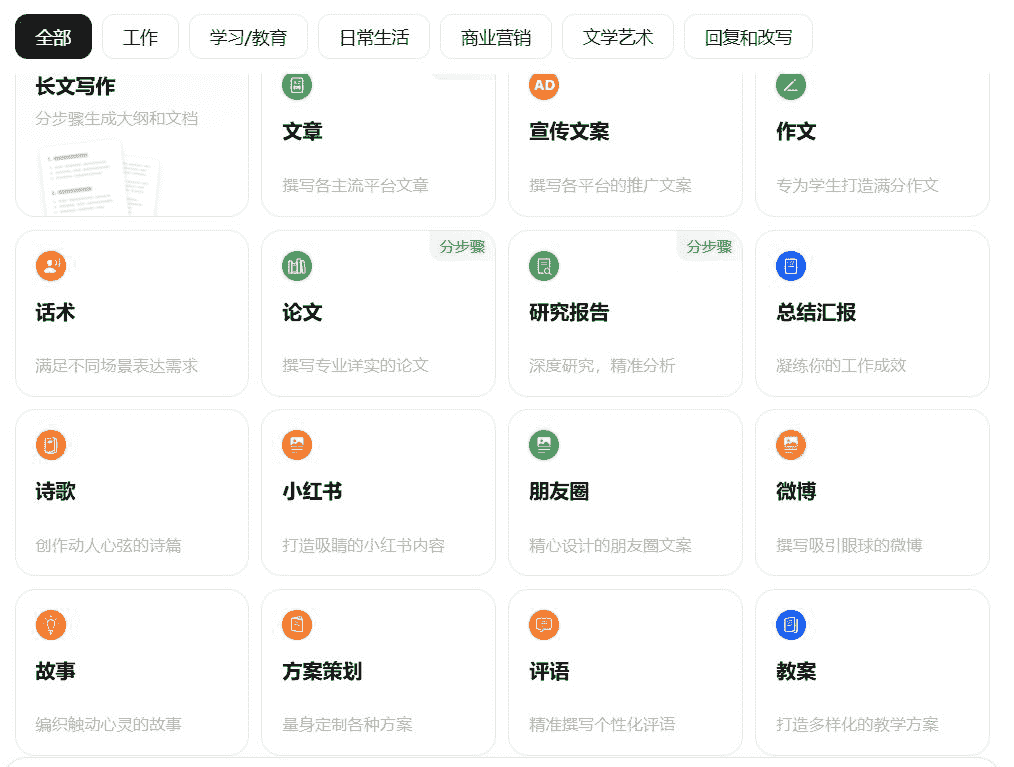 全部
工作
学习/教育
日常生活
商业营销
文学艺术
回复和改写
长文写作
分步骤生成大纲和文档
文章
撰写各主流平台文章
AD
宣传文案
撰写各平台的推广文案
作文
专为学生打造满分作文
话术
满足不同场景表达需求
分步骤
论文
撰写专业详实的论文
分步骤
研究报告
深度研究，精准分析
总结汇报
凝练你的工作成效
诗歌
创作动人心弦的诗篇
小红书
打造吸睛的小红书内容
朋友圈
精心设计的朋友圈文案
微博
撰写吸引眼球的微博
故事
编织触动心灵的故事
方案策划
量身定制各种方案
评语
精准撰写个性化评语
教案
打造多样化的教学方案